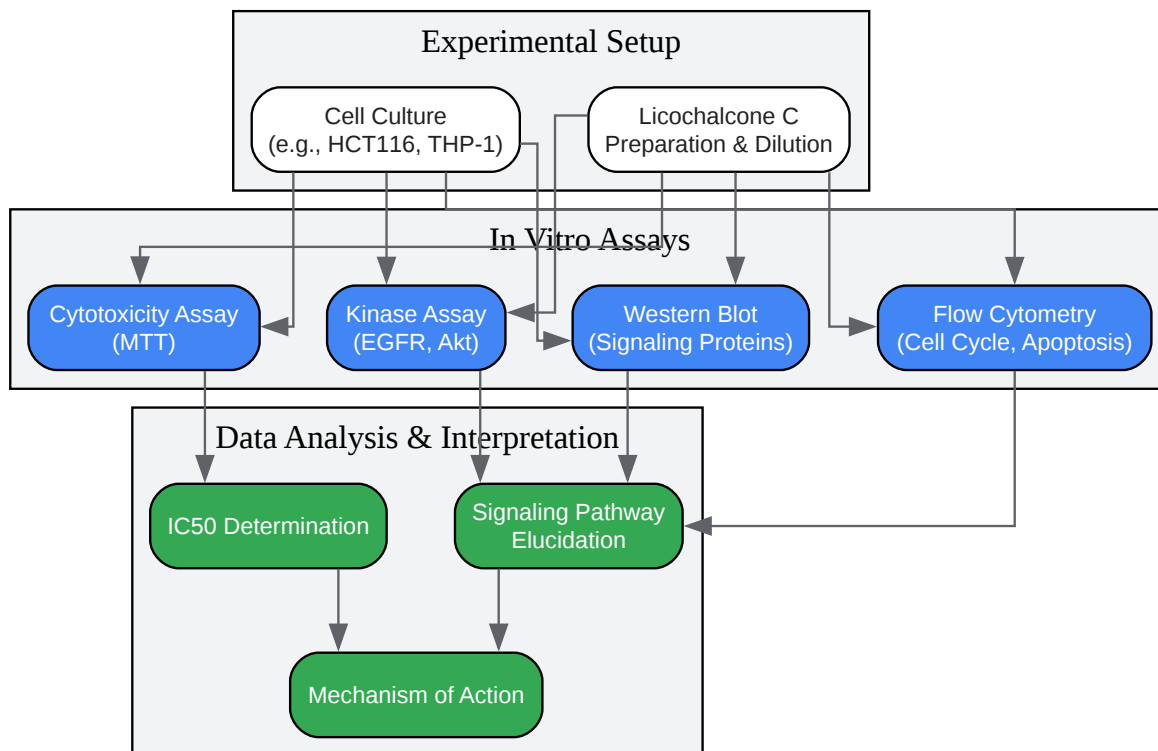 Experimental Setup
Cell Culture
(e.g., HCT116, THP-1)
Licochalcone C
Preparation & Dilution
In Vitro Assays
Cytotoxicity Assay
(MTT)
Kinase Assay
(EGFR, Akt)
Western Blot
(Signaling Proteins)
Flow Cytometry
(Cell Cycle, Apoptosis)
Data Analysis & Interpretation
IC50 Determination
Signaling Pathway
Elucidation
Mechanism of Action